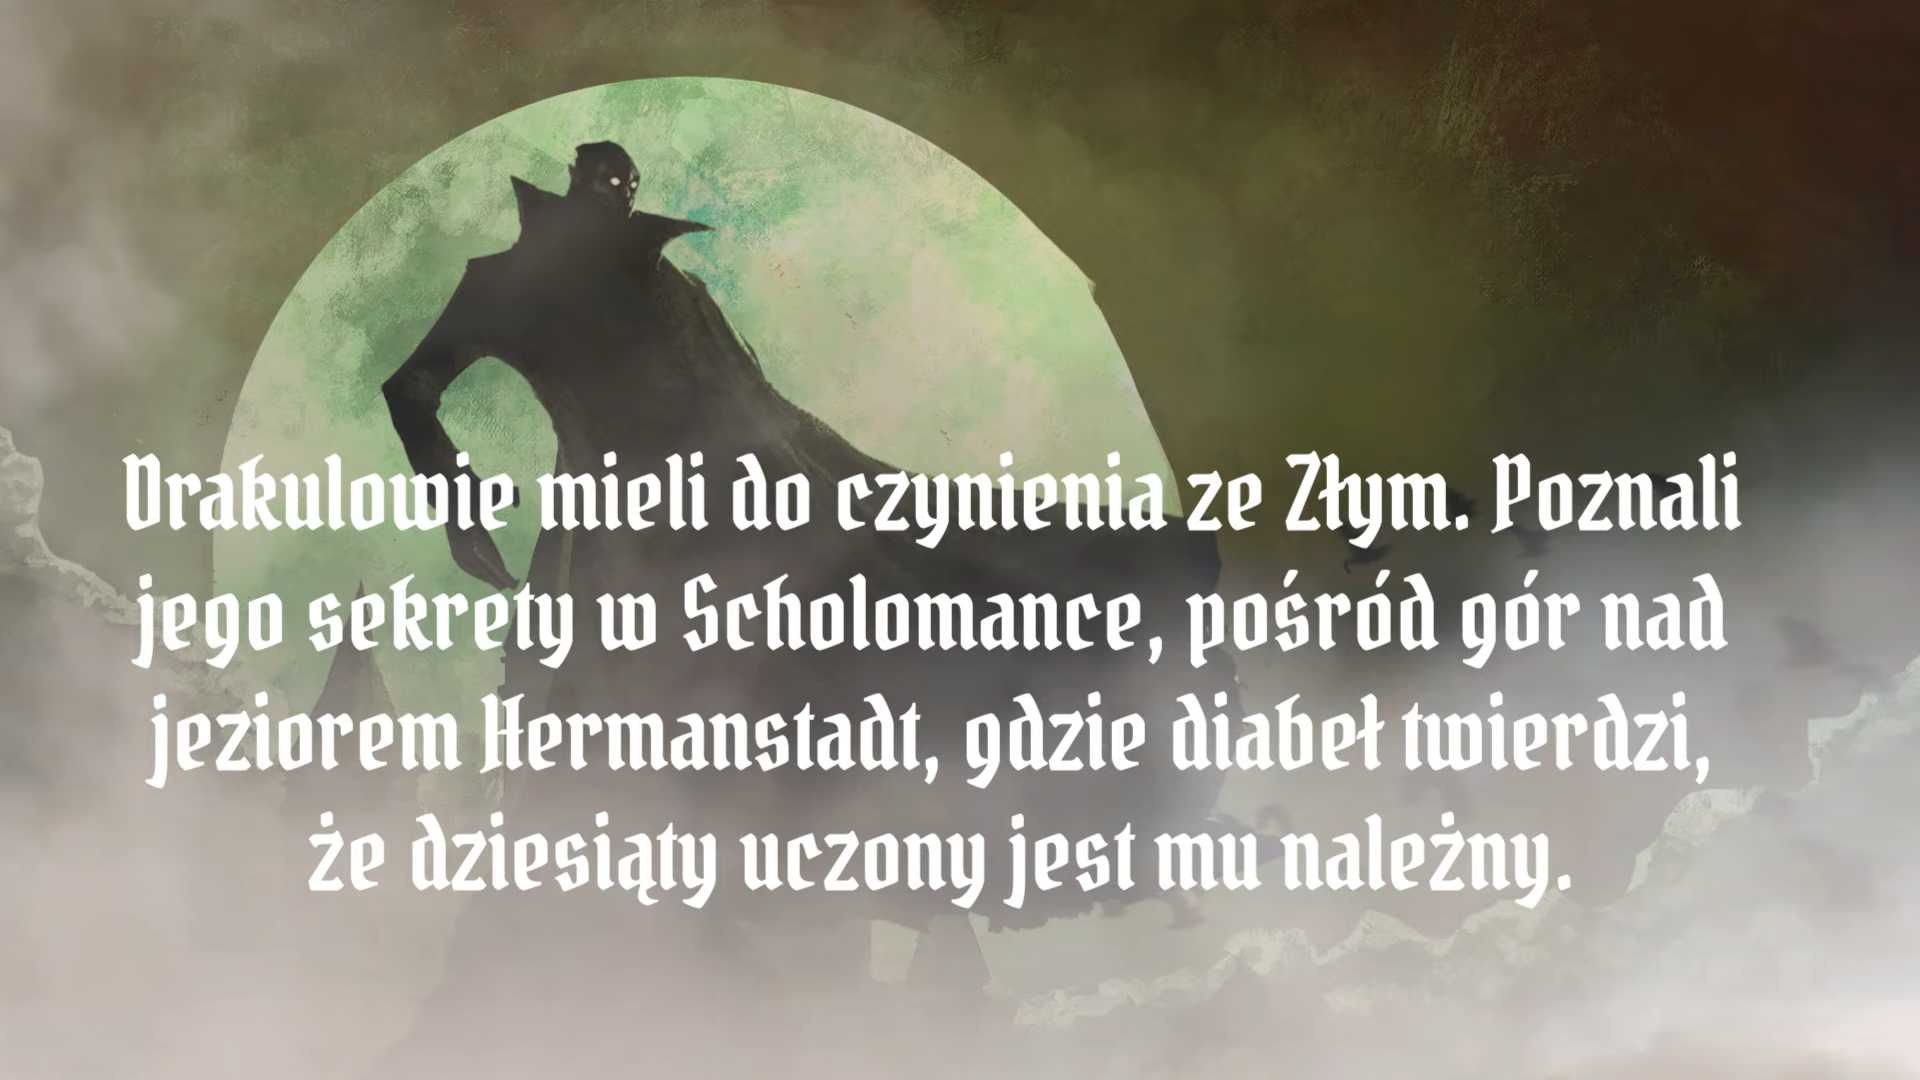 Drakulowie mieli do czynienia ze Złym. Poznali
jego sekrety w Scholomance, pośród gór nad
jeziorem Hermanstadt, gdzie diabeł twierdzi,
że dziesiąty uczony jest mu należny.